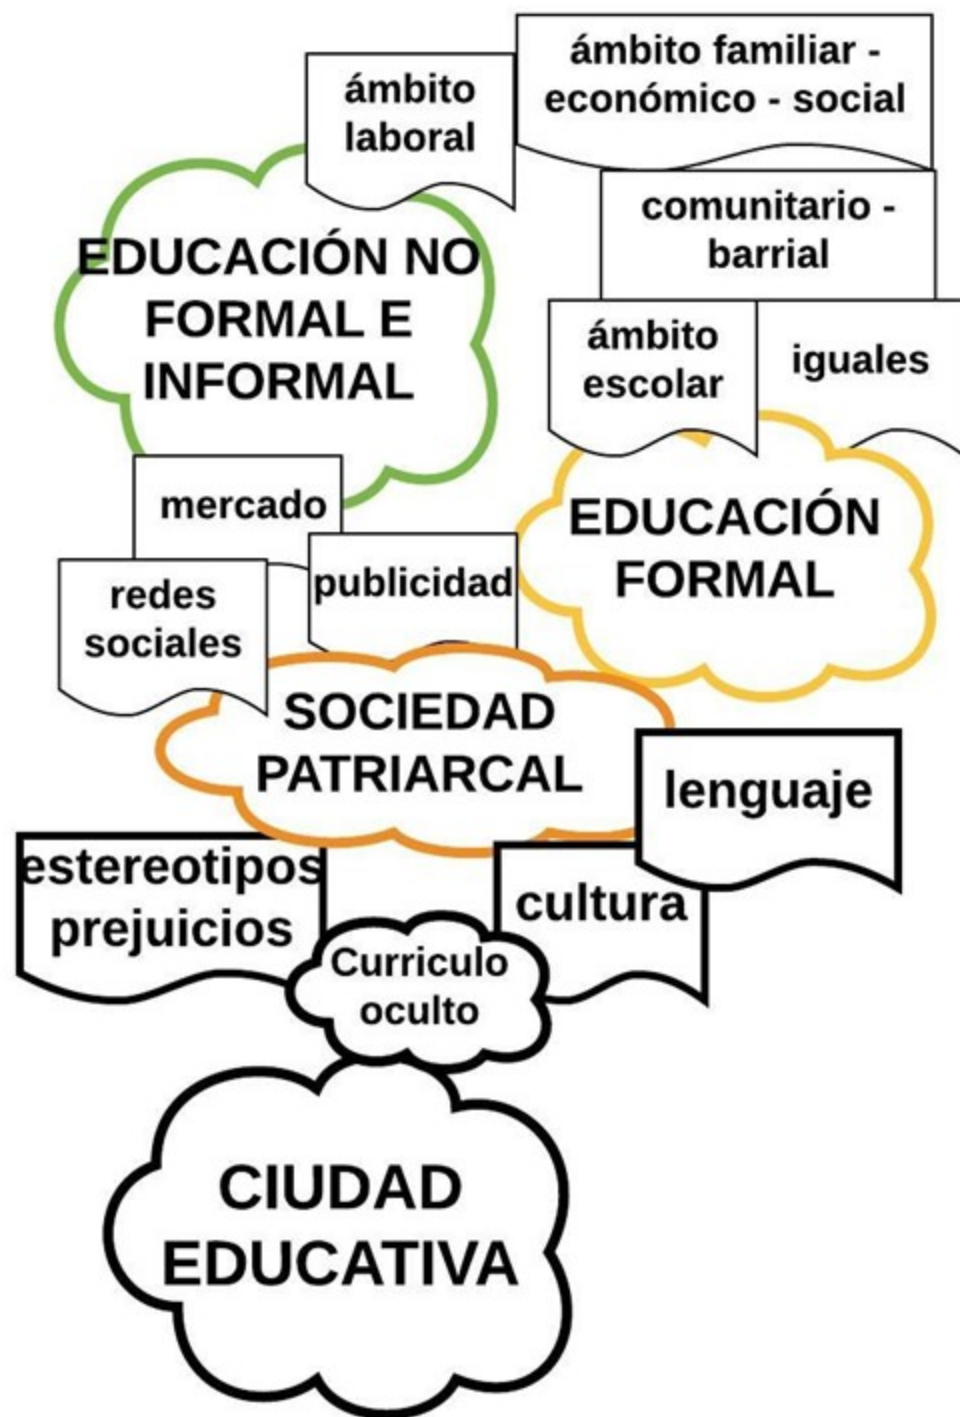 ámbito
laboral
ámbito familiar -
económico - social
comunitario -
barrial
EDUCACIÓN NO
FORMAL E
INFORMAL
ámbito
escolar
iguales
mercado
EDUCACIÓN
FORMAL
publicidad
redes
sociales
SOCIEDAD
PATRIARCAL
lenguaje
estereotipos
prejuicios
cultura
Curriculo
oculto
CIUDAD
EDUCATIVA